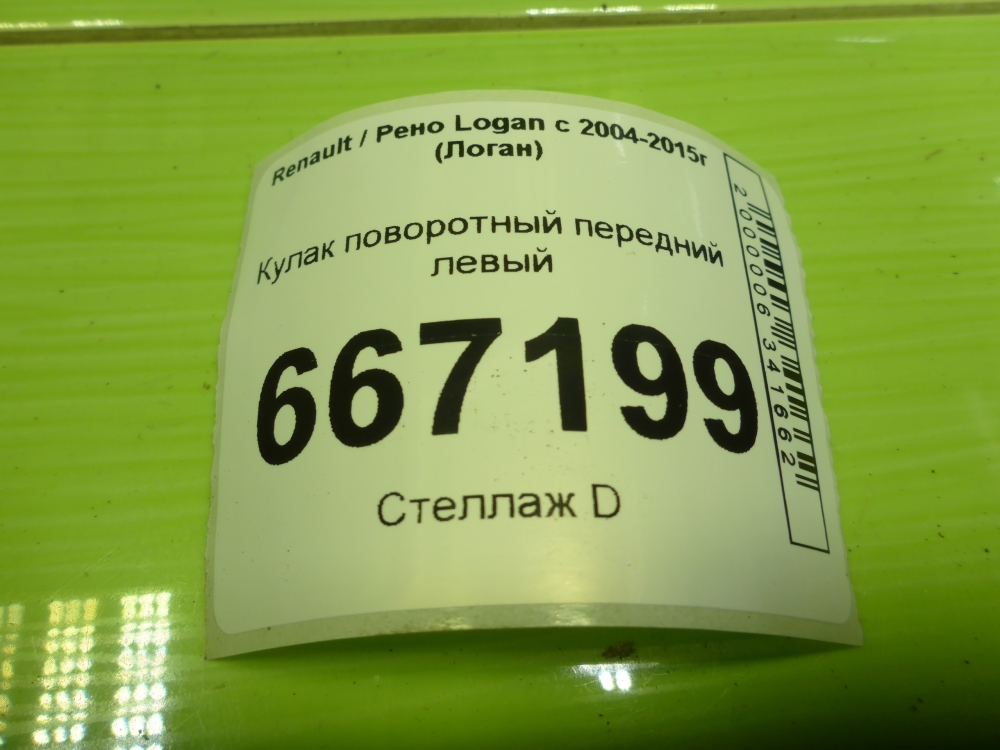 Renault / Рено Logan с 2004-2015г
(Логан)
Кулак поворотный передний
левый
667199
Стеллаж D
2000006341662